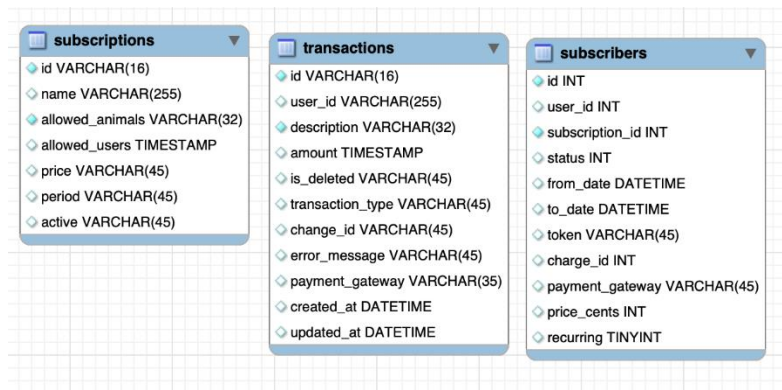 subscriptions
id VARCHAR(16)
name VARCHAR(255)
allowed_animals VARCHAR(32)
allowed_users TIMESTAMP
price VARCHAR(45)
period VARCHAR(45)
active VARCHAR(45)
transactions
id VARCHAR(16)
user_id VARCHAR(255)
description VARCHAR(32)
amount TIMESTAMP
is_deleted VARCHAR(45)
transaction_type VARCHAR(45)
change_id VARCHAR(45)
error_message VARCHAR(45)
payment_gateway VARCHAR(35)
created_at DATETIME
updated_at DATETIME
subscribers
id INT
user_id INT
subscription_id INT
status INT
from_date DATETIME
to_date DATETIME
token VARCHAR(45)
charge_id INT
payment_gateway VARCHAR(45)
price_cents INT
recurring TINYINT